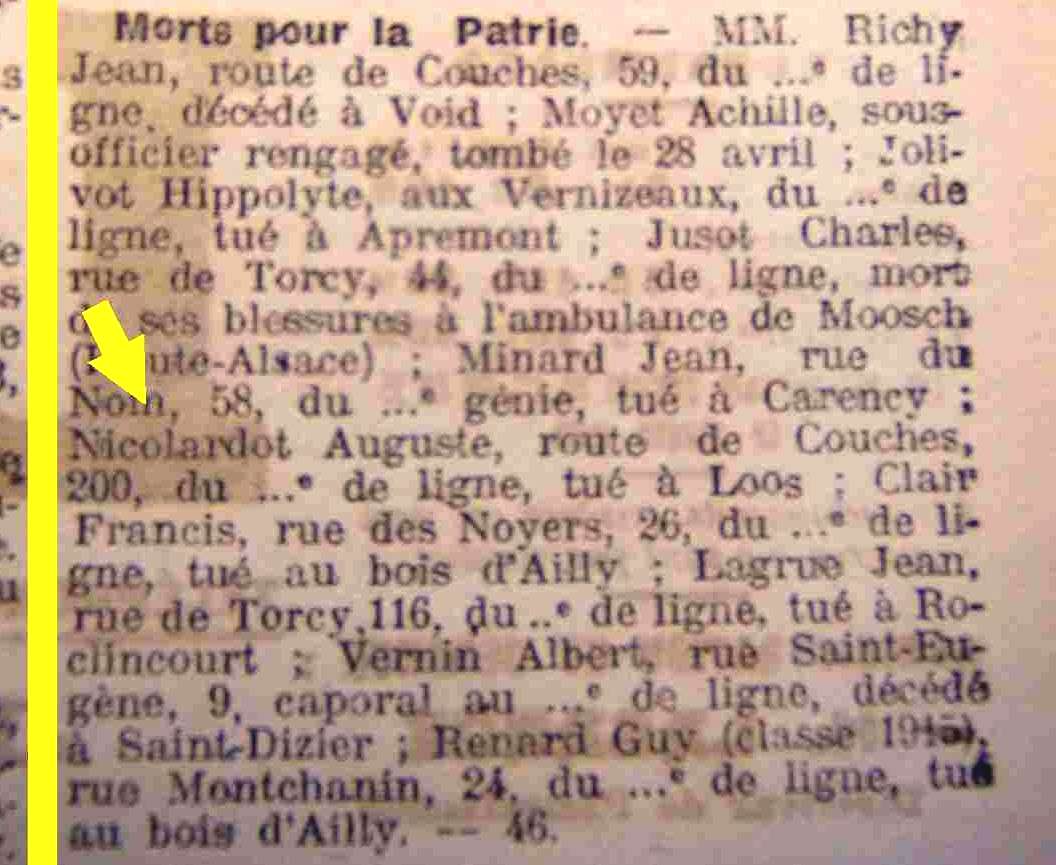 Morts pour la Patrie. — MM. Richy
Jean, route de Couches, 59, du ...e de li-
gne, décédé à Void ; Moyet Achille, sous-
officier rengagé, tombé le 28 avril ; Joli-
vot Hippolyte, aux Vernizeaux, du ...e de
ligne, tué à Apremont ; Jusot Charles,
rue de Torcy, 44, du ...e de ligne, mort
ses blessures à l'ambulance de Moosch
ute-Alsace) ; Minard Jean, rue du
58, du ...e génie, tué à Carency ;
Nicolardot Auguste, route de Couches,
200, du ...e de ligne, tué à Loos ; Clair
Francis, rue des Noyers, 26, du ...e de li-
gne, tué au bois d'Ailly ; Lagrue Jean,
rue de Torcy, 116, du ..e de ligne, tué à Ro-
clincourt ; Vernin Albert, rue Saint-Eu-
gène, 9, caporal au ...e de ligne, décédé
à Saint-Dizier ; Renard Guy (classe
rue Montchanin, 24, du ...e de ligne, tué
au bois d'Ailly. -- 46.